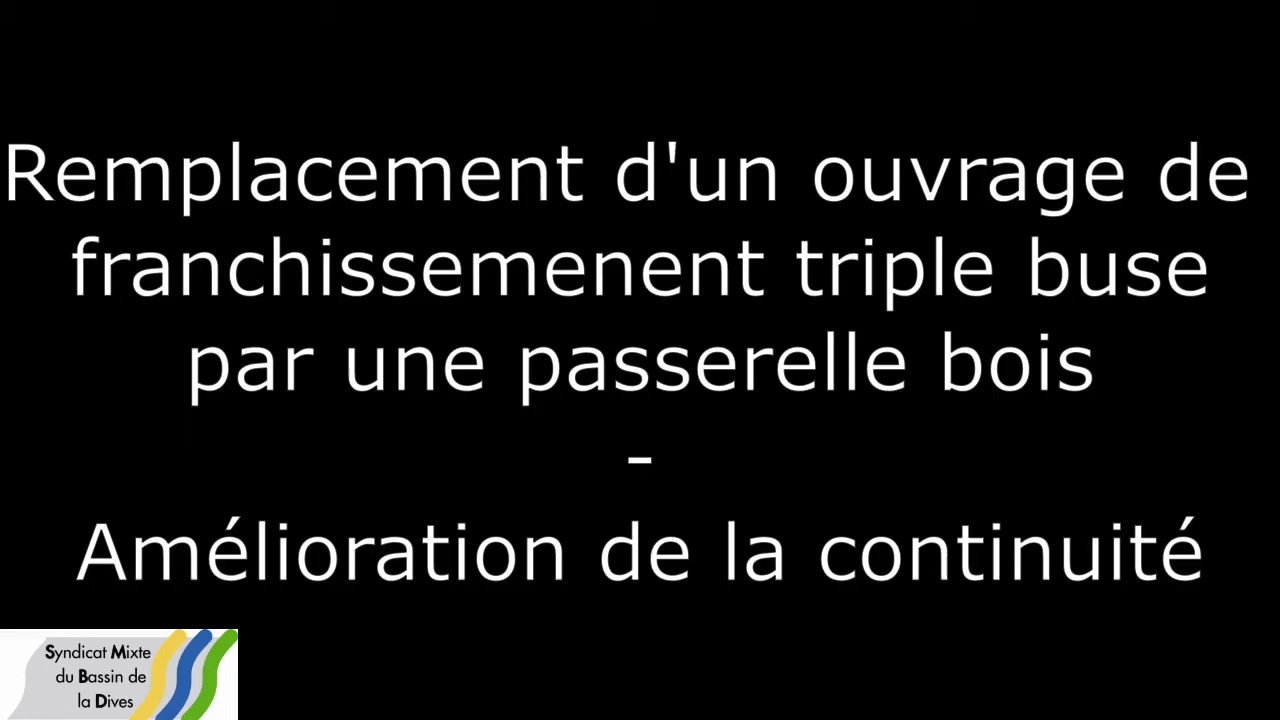 Remplacement d'un ouvrage de
franchissemenent triple buse
par une passerelle bois
-
Amélioration de la continuité
Syndicat Mixte
du Bassin de
la Dives